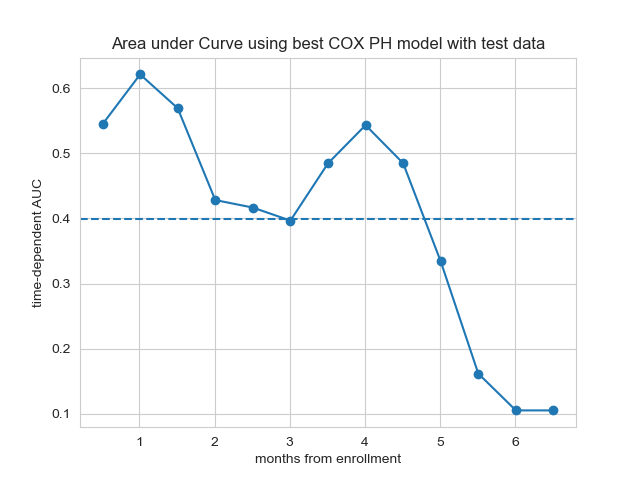 Area under Curve using best COX PH model with test data
time-dependent AUC
0.6
0.5
0.4
0.3
0.2
0.1
1 2 3 4 5 6
months from enrollment